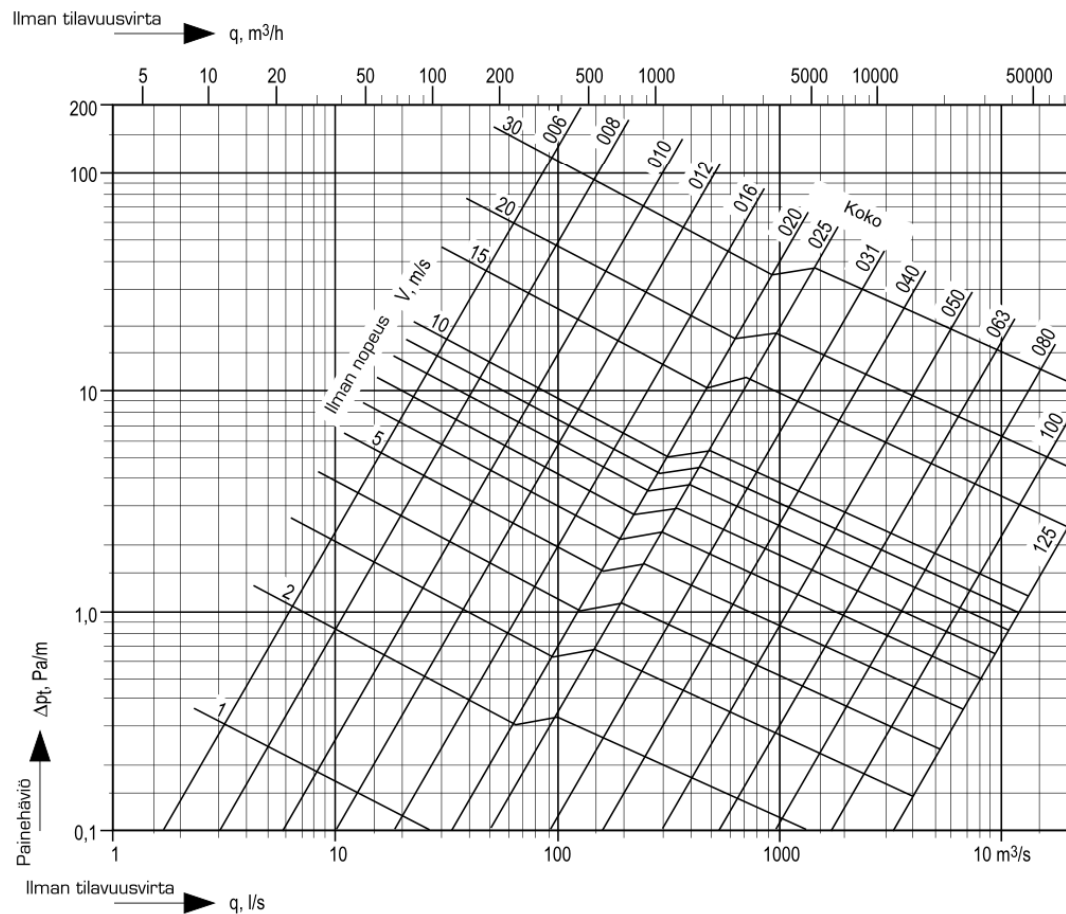 Ilman tilavuusvirta
q, m³/h
5 10 20 50 100 200 500 1000 5000 10000 50000
200
100
10
1,0
0,1
30 006 008 010 012 016 020 025 031 040 050 063 080 100 125
Koko
20
15
10
5
2
1
Ilman nopeus V, m/s
Painehäviö Δpt, Pa/m
1 10 100 1000 10 m³/s
Ilman tilavuusvirta
q, l/s